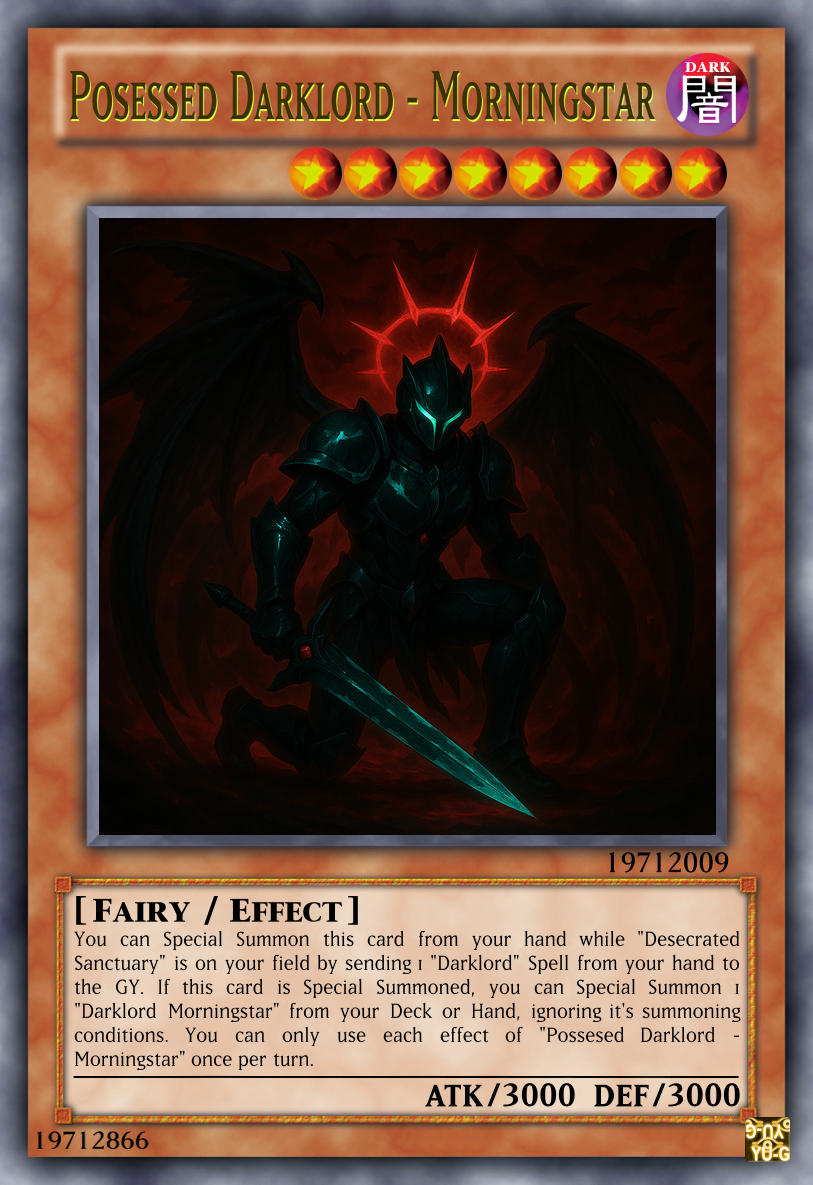 Posessed Darklord - Morningstar
DARK
闇
19712009
[ Fairy / Effect ]
You can Special Summon this card from your hand while "Desecrated
Sanctuary" is on your field by sending 1 "Darklord" Spell from your hand to
the GY. If this card is Special Summoned, you can Special Summon 1
"Darklord Morningstar" from your Deck or Hand, ignoring it's summoning
conditions. You can only use each effect of "Possesed Darklord -
Morningstar" once per turn.
ATK/3000 DEF/3000
19712866
YU-G